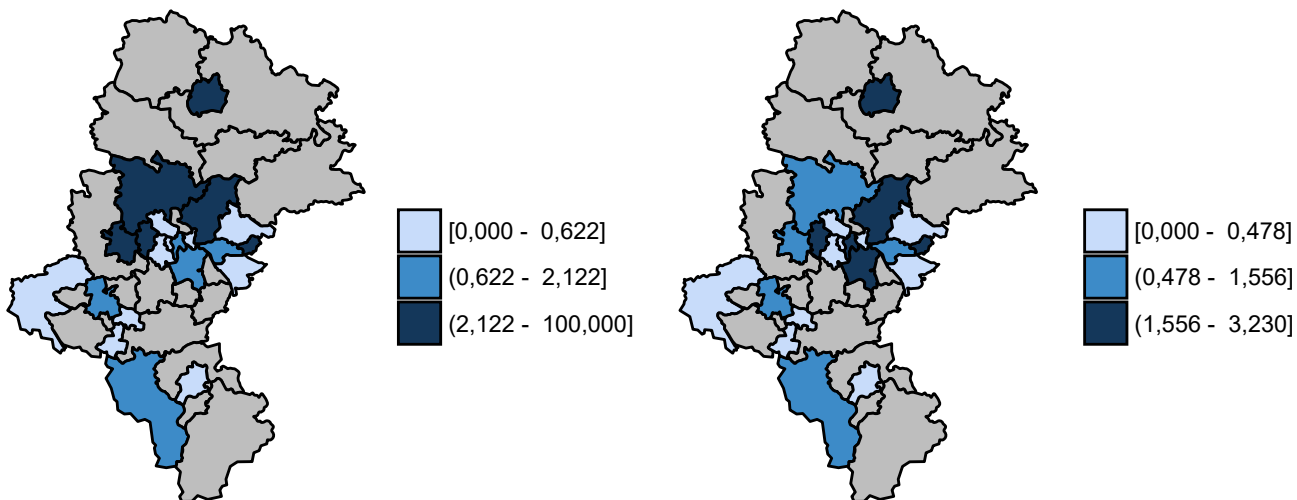 [0,000 - 0,622]
(0,622 - 2,122]
(2,122 - 100,000]
[0,000 - 0,478]
(0,478 - 1,556]
(1,556 - 3,230]